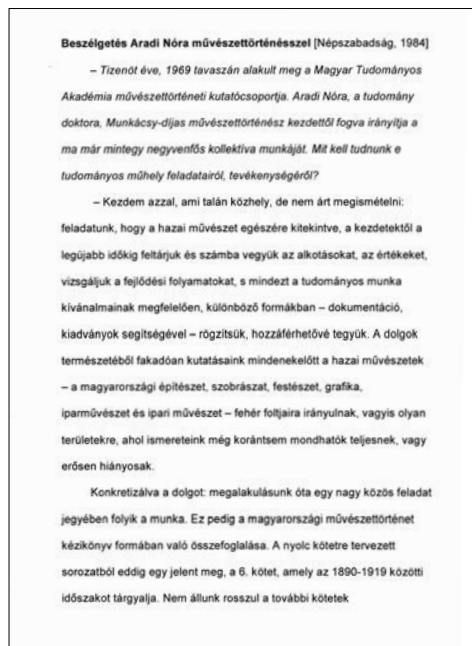 Beszélgetés Aradi Nóra művészettörténésszel [Népszabadság, 1984]
– Tizenöt éve, 1969 tavaszán alakult meg a Magyar Tudományos
Akadémia művészettörténeti kutatócsoportja. Aradi Nóra, a tudomány
doktora, Munkácsy-díjas művészettörténész kezdettől fogva irányítja a
ma már mintegy negyvenfős kollektíva munkáját. Mit kell tudnunk e
tudományos műhely feladatairól, tevékenységéről?
– Kezdem azzal, ami talán közhely, de nem árt megismételni:
feladatunk, hogy a hazai művészet egészére kitekintve, a kezdetektől a
legújabb időkig feltárjuk és számba vegyük az alkotásokat, az értékeket,
vizsgáljuk a fejlődési folyamatokat, s mindezt a tudományos munka
kívánalmainak megfelelően, különböző formákban – dokumentáció,
kiadványok segítségével – rögzítsük, hozzáférhetővé tegyük. A dolgok
természetéből fakadóan kutatásaink mindenekelőtt a hazai művészetek
– a magyarországi építészet, szobrászat, festészet, grafika,
iparművészet és ipari művészet – fehér foltjaira irányulnak, vagyis olyan
területekre, ahol ismereteink még korántsem mondhatók teljesnek, vagy
erősen hiányosak.
Konkretizálva a dolgot: megalakulásunk óta egy nagy közös feladat
jegyében folyik a munka. Ez pedig a magyarországi művészettörténet
kézikönyv formában való összefoglalása. A nyolc kötetre tervezett
sorozatból eddig egy jelent meg, a 6. kötet, amely az 1890-1919 közötti
időszakot tárgyalja. Nem állunk rosszul a további kötetek